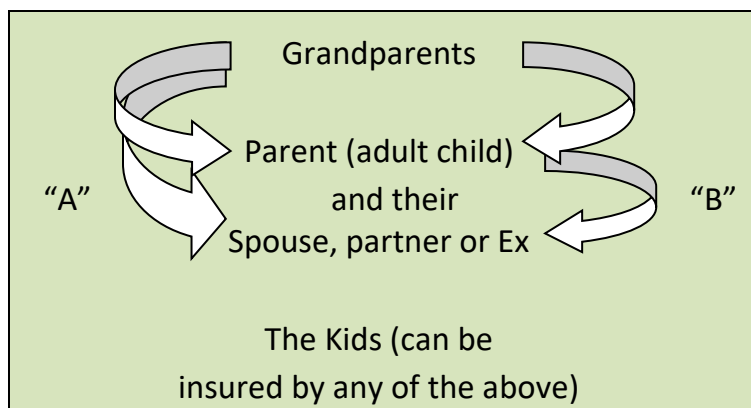 Grandparents
Parent (adult child)
“A” and their “B”
Spouse, partner or Ex
The Kids (can be
insured by any of the above)